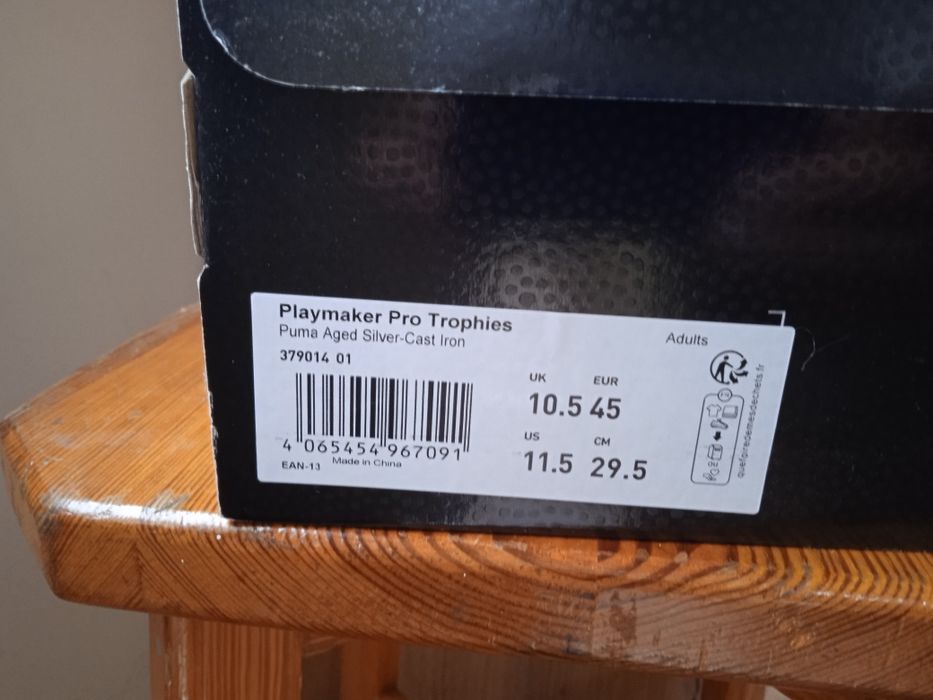 Playmaker Pro Trophies
Puma Aged Silver-Cast Iron
Adults
379014 01
UK EUR
10.5 45
US CM
11.5 29.5
4 065454 967091
EAN-13 Made in China
quefairedemesdechets.fr